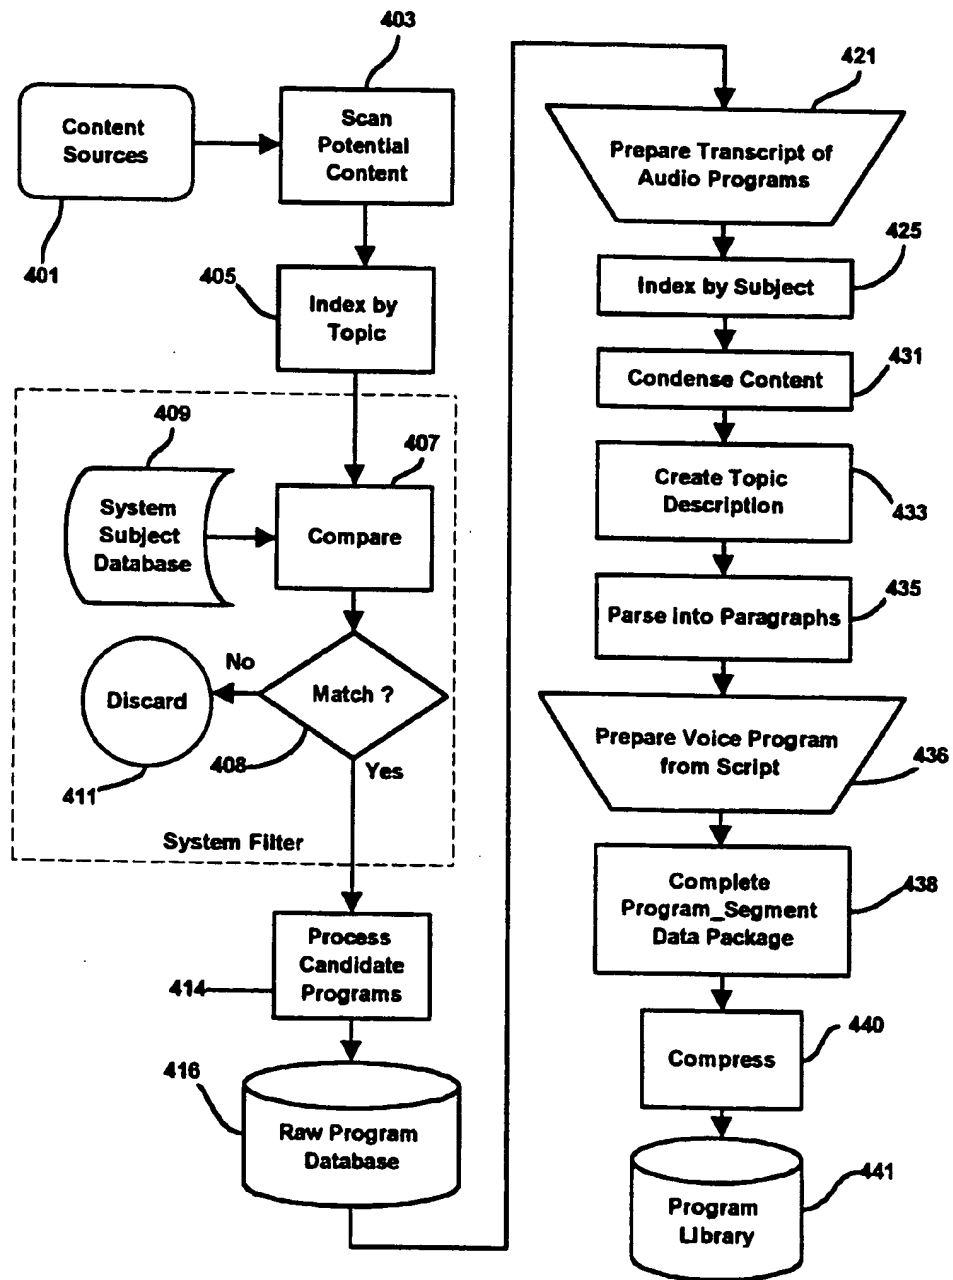 403
Content
Sources
Scan
Potential
Content
401
405
Index by
Topic
409
407
System
Subject
Database
Compare
No
Discard
Match ?
408
Yes
411
System Filter
Process
Candidate
Programs
414
416
Raw Program
Database
421
Prepare Transcript of
Audio Programs
425
Index by Subject
Condense Content
431
Create Topic
Description
433
435
Parse into Paragraphs
Prepare Voice Program
from Script
436
Complete
Program_Segment
Data Package
438
440
Compress
441
Program
Library